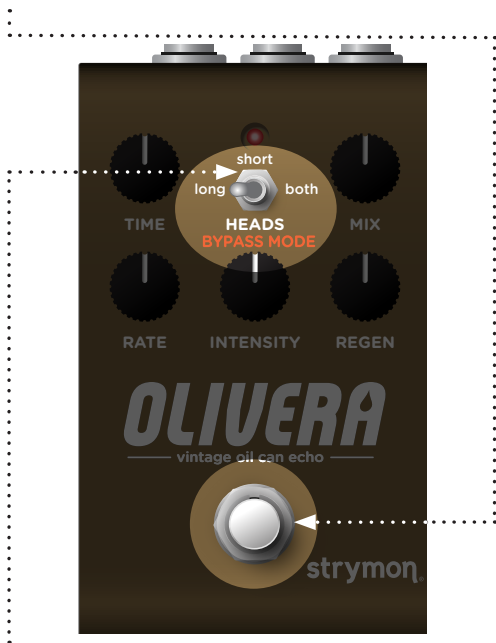 short
long both
HEADS
BYPASS MODE
TIME MIX
RATE INTENSITY REGEN
OLIVERA
vintage oil can echo
strymon®